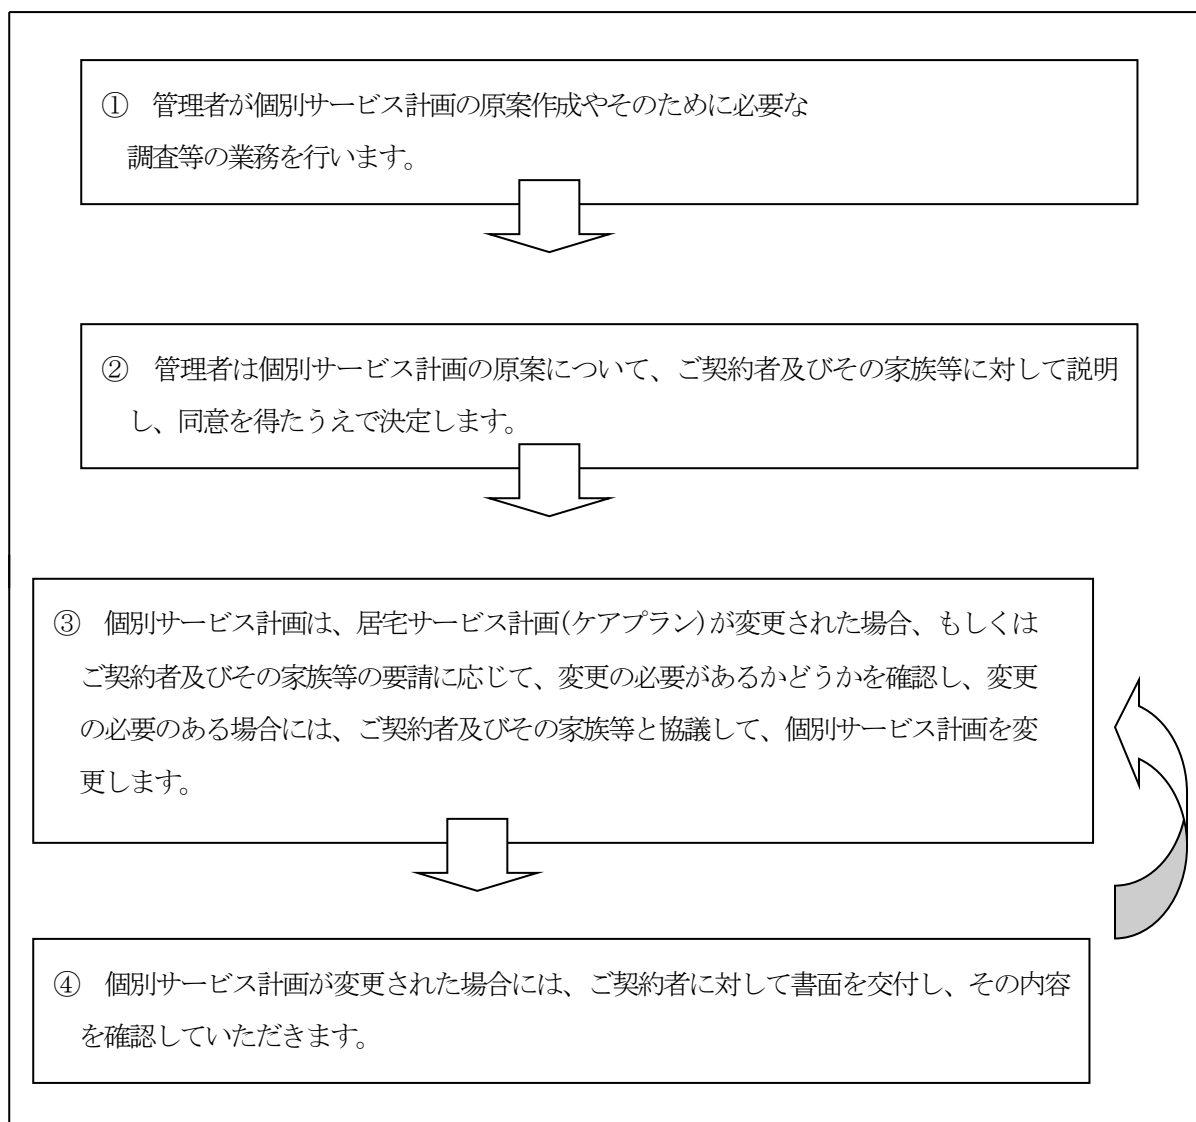 ①　管理者が個別サービス計画の原案作成やそのために必要な
調査等の業務を行います。
②　管理者は個別サービス計画の原案について、ご契約者及びその家族等に対して説明
し、同意を得たうえで決定します。
③　個別サービス計画は、居宅サービス計画(ケアプラン)が変更された場合、もしくは
ご契約者及びその家族等の要請に応じて、変更の必要があるかどうかを確認し、変更
の必要のある場合には、ご契約者及びその家族等と協議して、個別サービス計画を変
更します。
④　個別サービス計画が変更された場合には、ご契約者に対して書面を交付し、その内容
を確認していただきます。